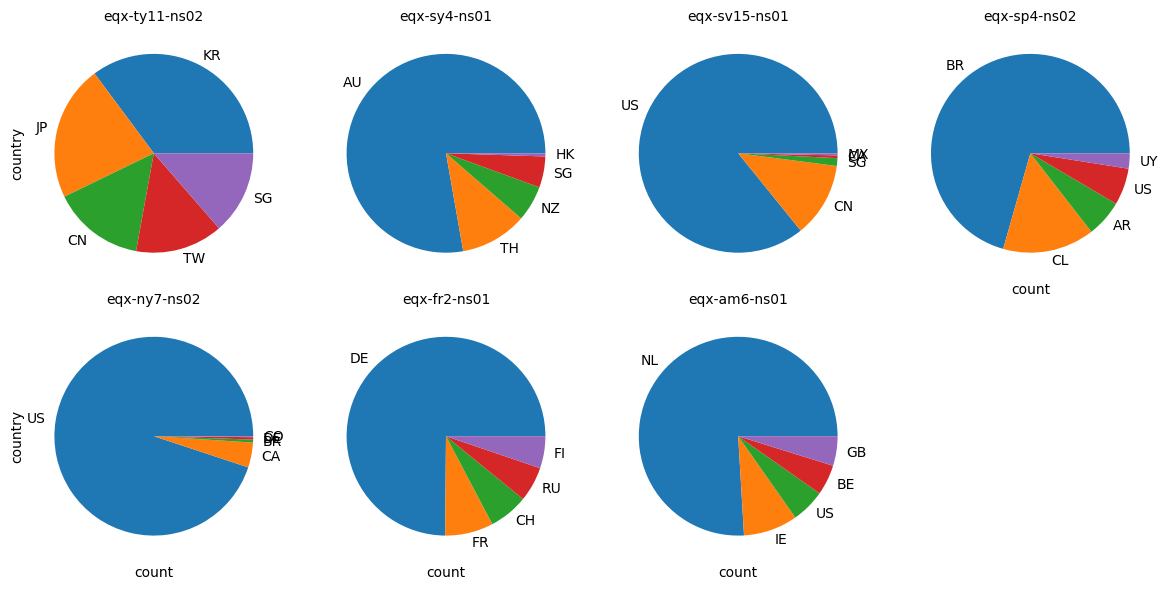 eqx-ty11-ns02
country
KR
JP
CN
TW
SG
eqx-sy4-ns01
AU
TH
NZ
SG
HK
eqx-sv15-ns01
US
CN
SG
MX
eqx-sp4-ns02
BR
CL
AR
US
UY
count
eqx-ny7-ns02
country
US
CA
BR
CO
count
eqx-fr2-ns01
DE
FR
CH
RU
FI
count
eqx-am6-ns01
NL
IE
US
BE
GB
count